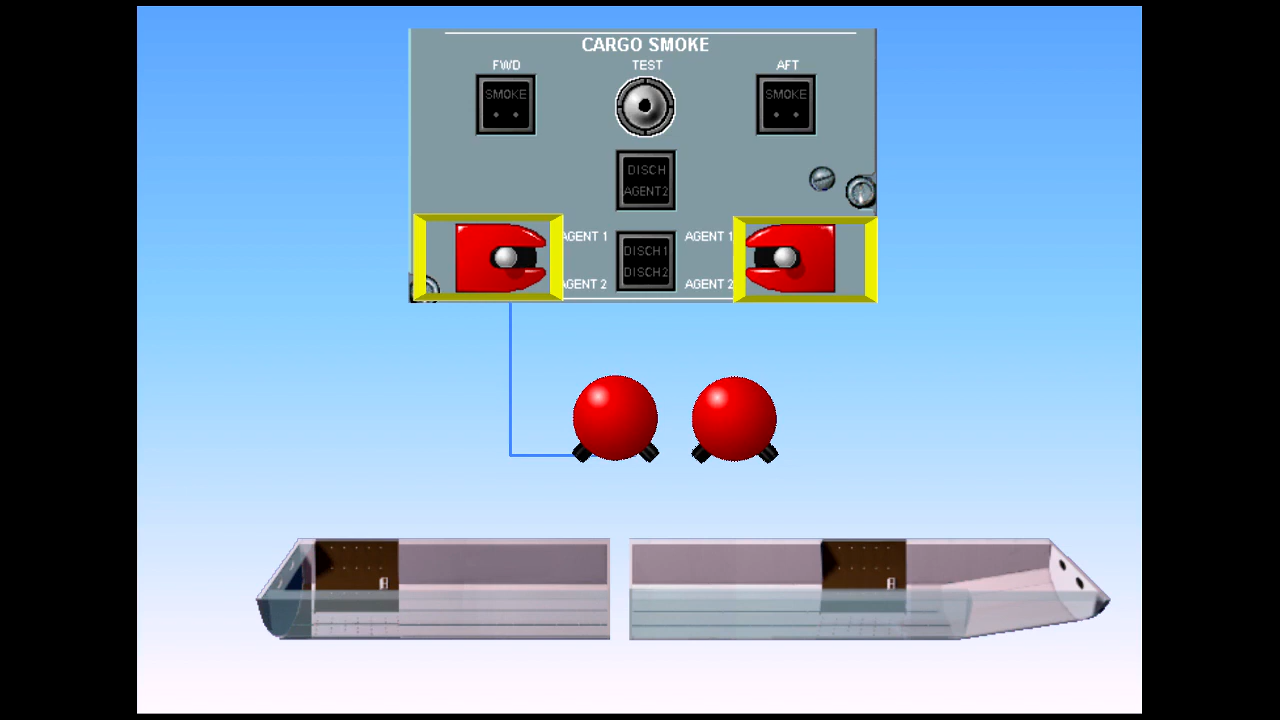 CARGO SMOKE
FWD TEST AFT
SMOKE SMOKE
DISCH
AGENT2
AGENT 1 AGENT 1
DISCH1
DISCH2
AGENT 2 AGENT 2